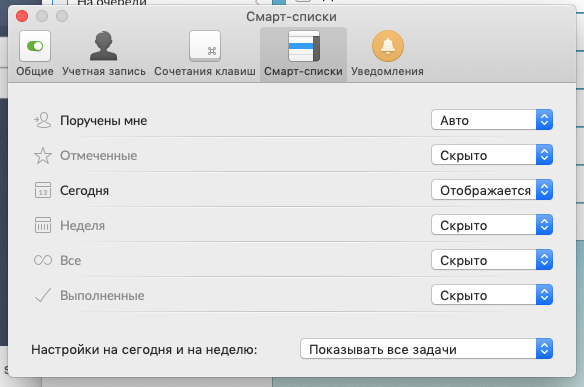 На очереди
Смарт-списки
Общие
Учетная запись
Сочетания клавиш
Смарт-списки
Уведомления
Поручены мне
Авто
Отмеченные
Скрыто
13
Сегодня
Отображается
Неделя
Скрыто
Все
Скрыто
Выполненные
Скрыто
Настройки на сегодня и на неделю:
Показывать все задачи